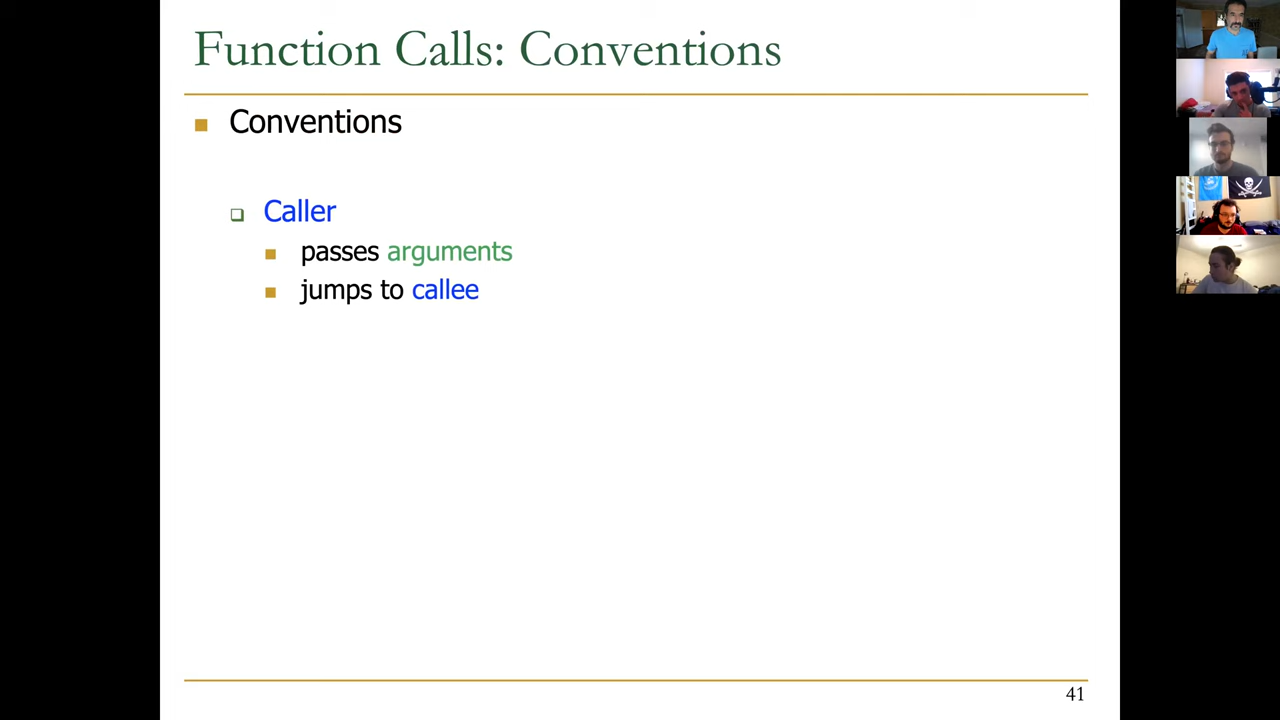 Function Calls: Conventions
Conventions
Caller
passes arguments
jumps to callee
41